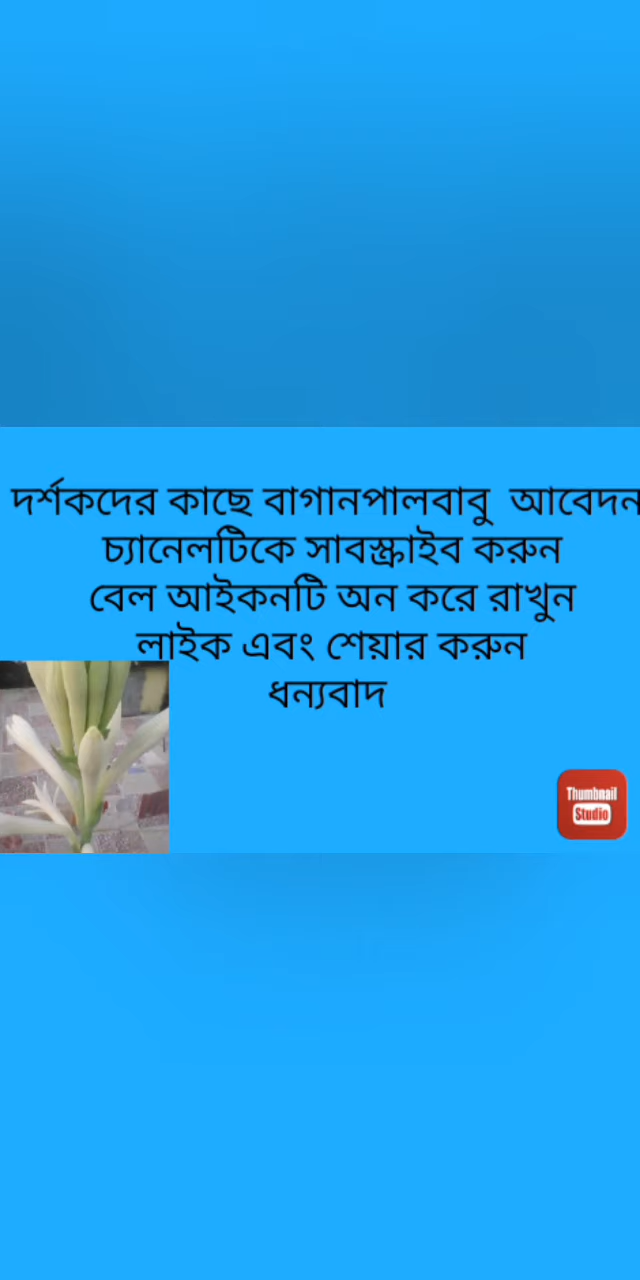 দর্শকদের কাছে বাগানপালবাবু আবেদন
চ্যানেলটিকে সাবস্ক্রাইব করুন
বেল আইকনটি অন করে রাখুন
লাইক এবং শেয়ার করুন
ধন্যবাদ
Thumbnail
Studio